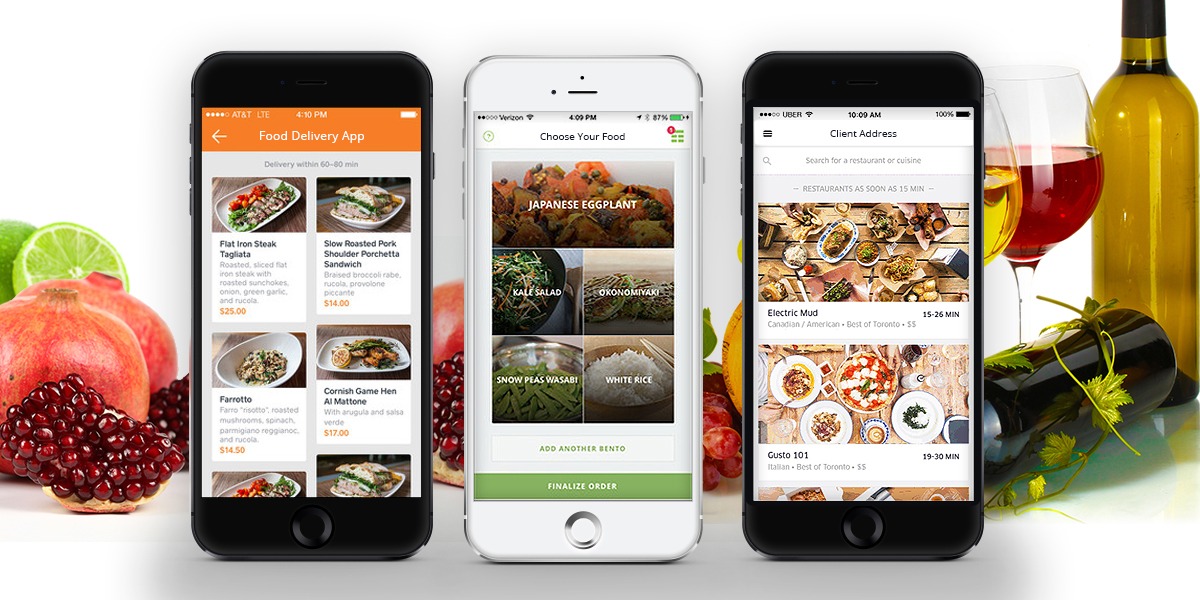 AT&T LTE 4:10 PM
Food Delivery App
Delivery within 60-80 min
Flat Iron Steak
Tagliata
Roasted, sliced flat
iron steak with
roasted sunchokes,
onion, green garlic,
and rucola.
$25.00
Slow Roasted Pork
Shoulder Porchetta
Sandwich
Braised broccoli rabe,
rucola, provolone
piccante
$14.00
Farrotto
Farro "risotto", roasted
mushrooms, spinach,
parmigiano reggianoc,
and rucola.
$14.50
Cornish Game Hen
Al Mattone
With arugula and salsa
verde
$17.00
Verizon 4:09 PM 87%
? Choose Your Food
JAPANESE EGGPLANT
KALE SALAD
OKONOMIYAKI
SNOW PEAS WASABI
WHITE RICE
ADD ANOTHER BENTO
FINALIZE ORDER
UBER 10:09 AM 100%
Client Address
Search for a restaurant or cuisine
— RESTAURANTS AS SOON AS 15 MIN —
Electric Mud 15-26 MIN
Canadian / American • Best of Toronto • $$
Gusto 101 19-30 MIN
Italian • Best of Toronto • $$